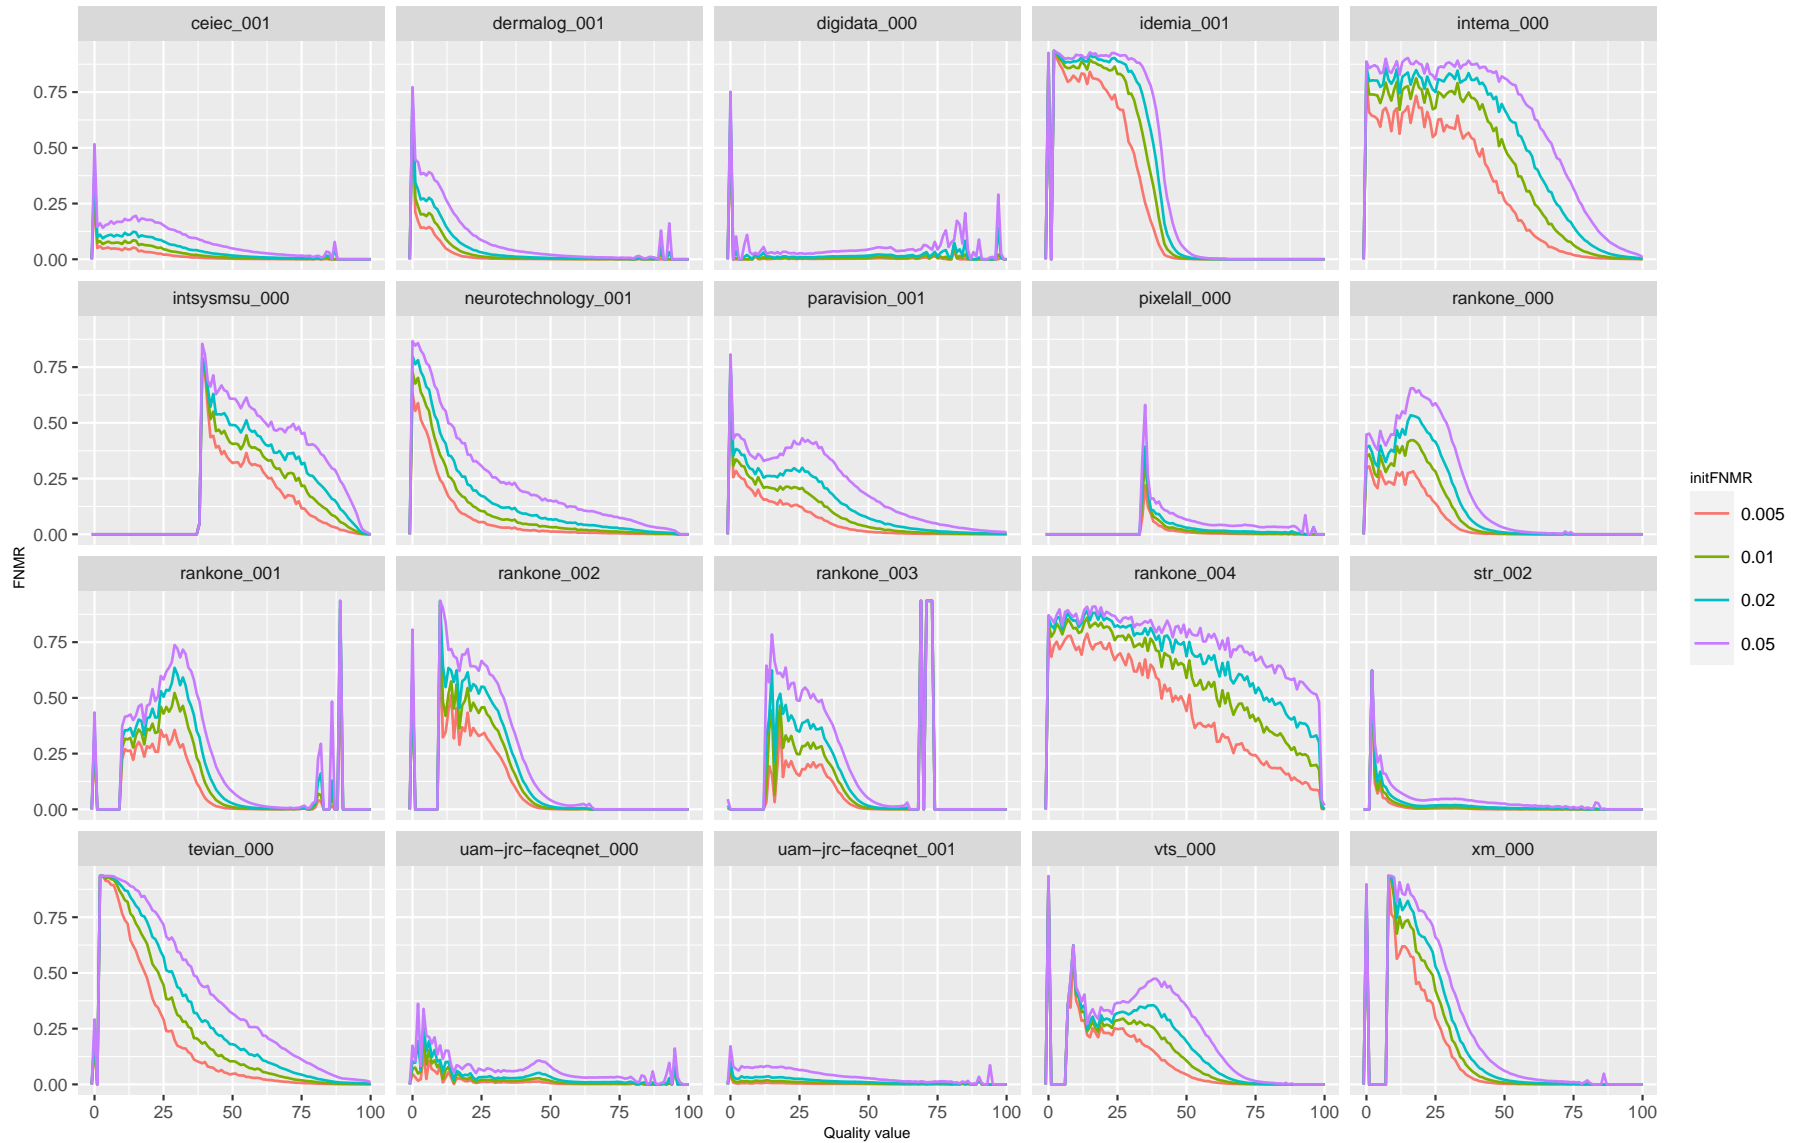 ceiec_001 dermalog_001 digidata_000 idemia_001 intema_000
0.75
0.50
0.25
0.00
intsysmsu_000 neurotechnology_001 paravision_001 pixelall_000 rankone_000
0.75
0.50
0.25
0.00
rankone_001 rankone_002 rankone_003 rankone_004 str_002
0.75
0.50
0.25
0.00
tevian_000 uam−jrc−faceqnet_000 uam−jrc−faceqnet_001 vts_000 xm_000
0.75
0.50
0.25
0.00
0 25 50 75 100 0 25 50 75 100 0 25 50 75 100 0 25 50 75 100 0 25 50 75 100
Quality value
FNMR
initFNMR
0.005
0.01
0.02
0.05